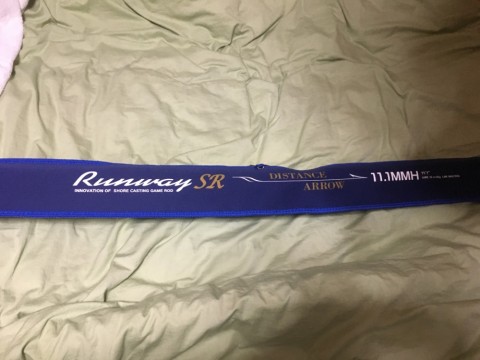 Runway SR
INNOVATION OF SHORE CASTING GAME ROD
DISTANCE
ARROW
11.1MMH